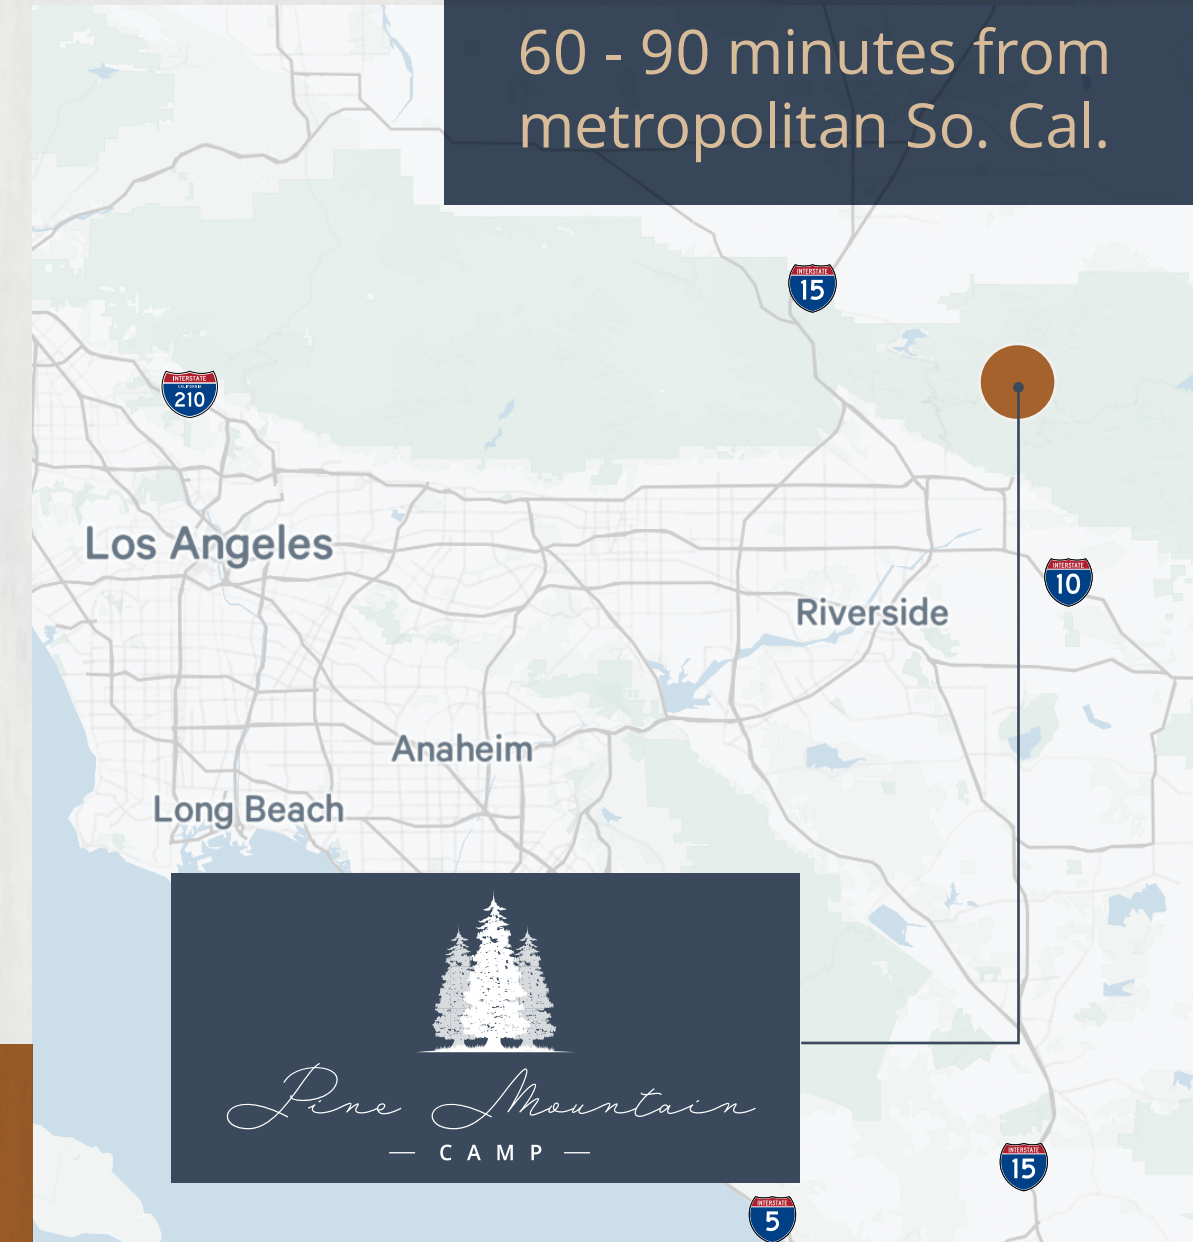 60 - 90 minutes from
metropolitan So. Cal.
INTERSTATE
15
INTERSTATE
CALIFORNIA
210
Los Angeles
INTERSTATE
10
Riverside
Anaheim
Long Beach
Pine Mountain
CAMP
INTERSTATE
15
INTERSTATE
5